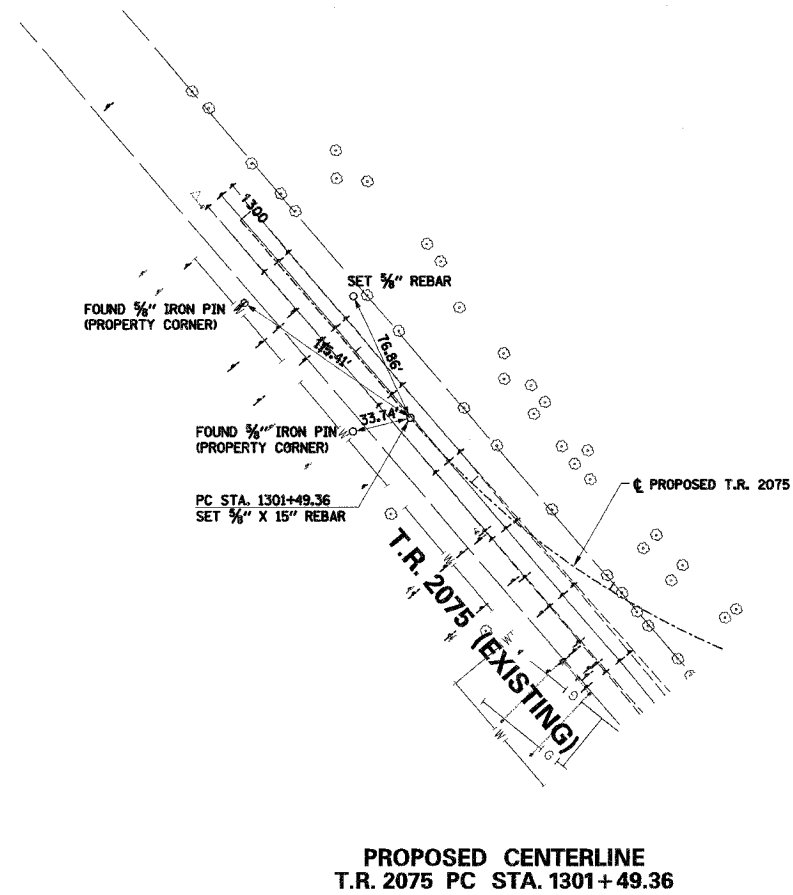 1300
SET 5/8" REBAR
FOUND 5/8" IRON PIN
(PROPERTY CORNER)
76.86'
115.41'
33.74'
FOUND 5/8" IRON PIN
(PROPERTY CORNER)
℄ PROPOSED T.R. 2075
PC STA. 1301+49.36
SET 5/8" X 15" REBAR
T.R. 2075 (EXISTING)
W
G
W
G
PROPOSED CENTERLINE
T.R. 2075 PC STA. 1301+49.36